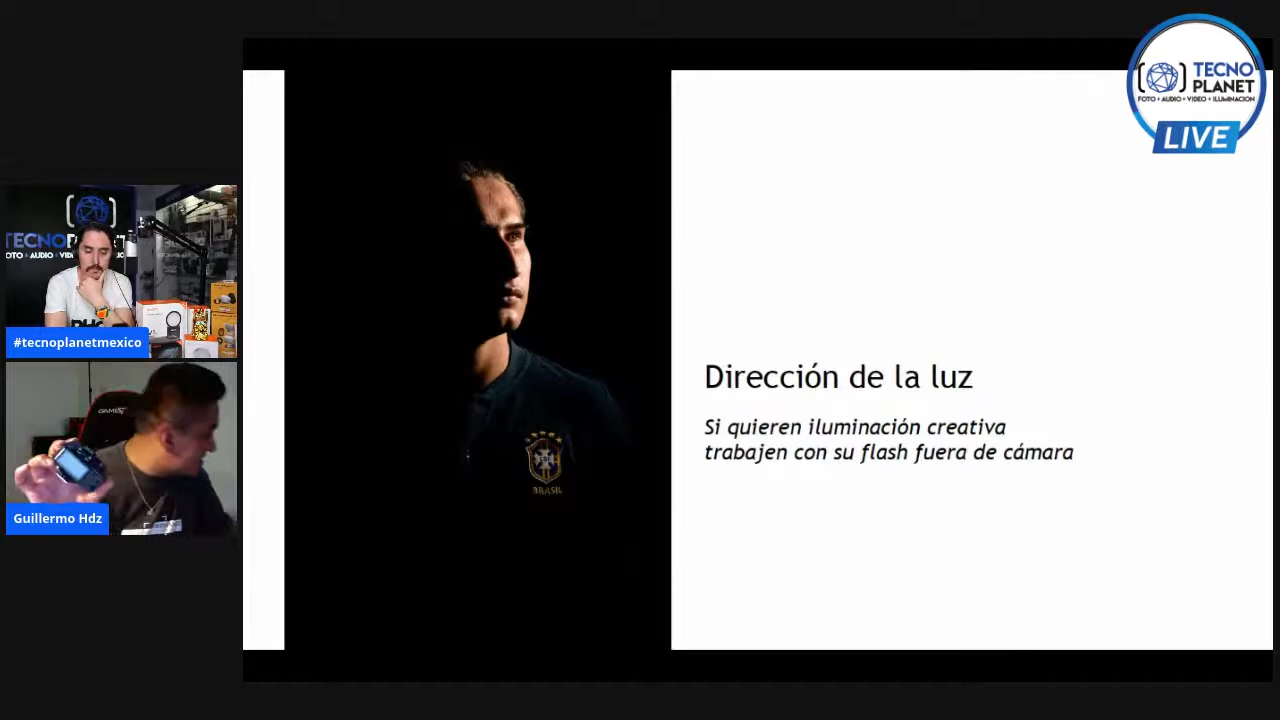 TECNO
PLANET
FOTO + AUDIO + VIDEO + ILUMINACION
LIVE
#tecnoplanetmexico
Guillermo Hdz
BRASIL
Dirección de la luz
Si quieren iluminación creativa
trabajen con su flash fuera de cámara